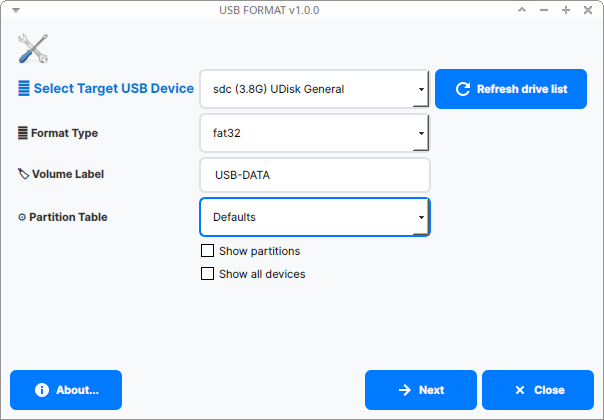 USB FORMAT v1.0.0
Select Target USB Device
sdc (3.8G) UDisk General
Refresh drive list
Format Type
fat32
Volume Label
USB-DATA
Partition Table
Defaults
Show partitions
Show all devices
About...
Next
Close